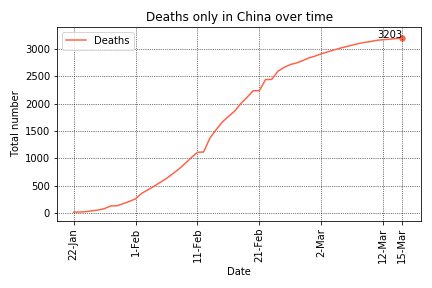 Deaths only in China over time
Deaths
3203
3000
2500
2000
1500
1000
500
0
Total number
22-Jan
1-Feb
11-Feb
21-Feb
2-Mar
12-Mar
15-Mar
Date